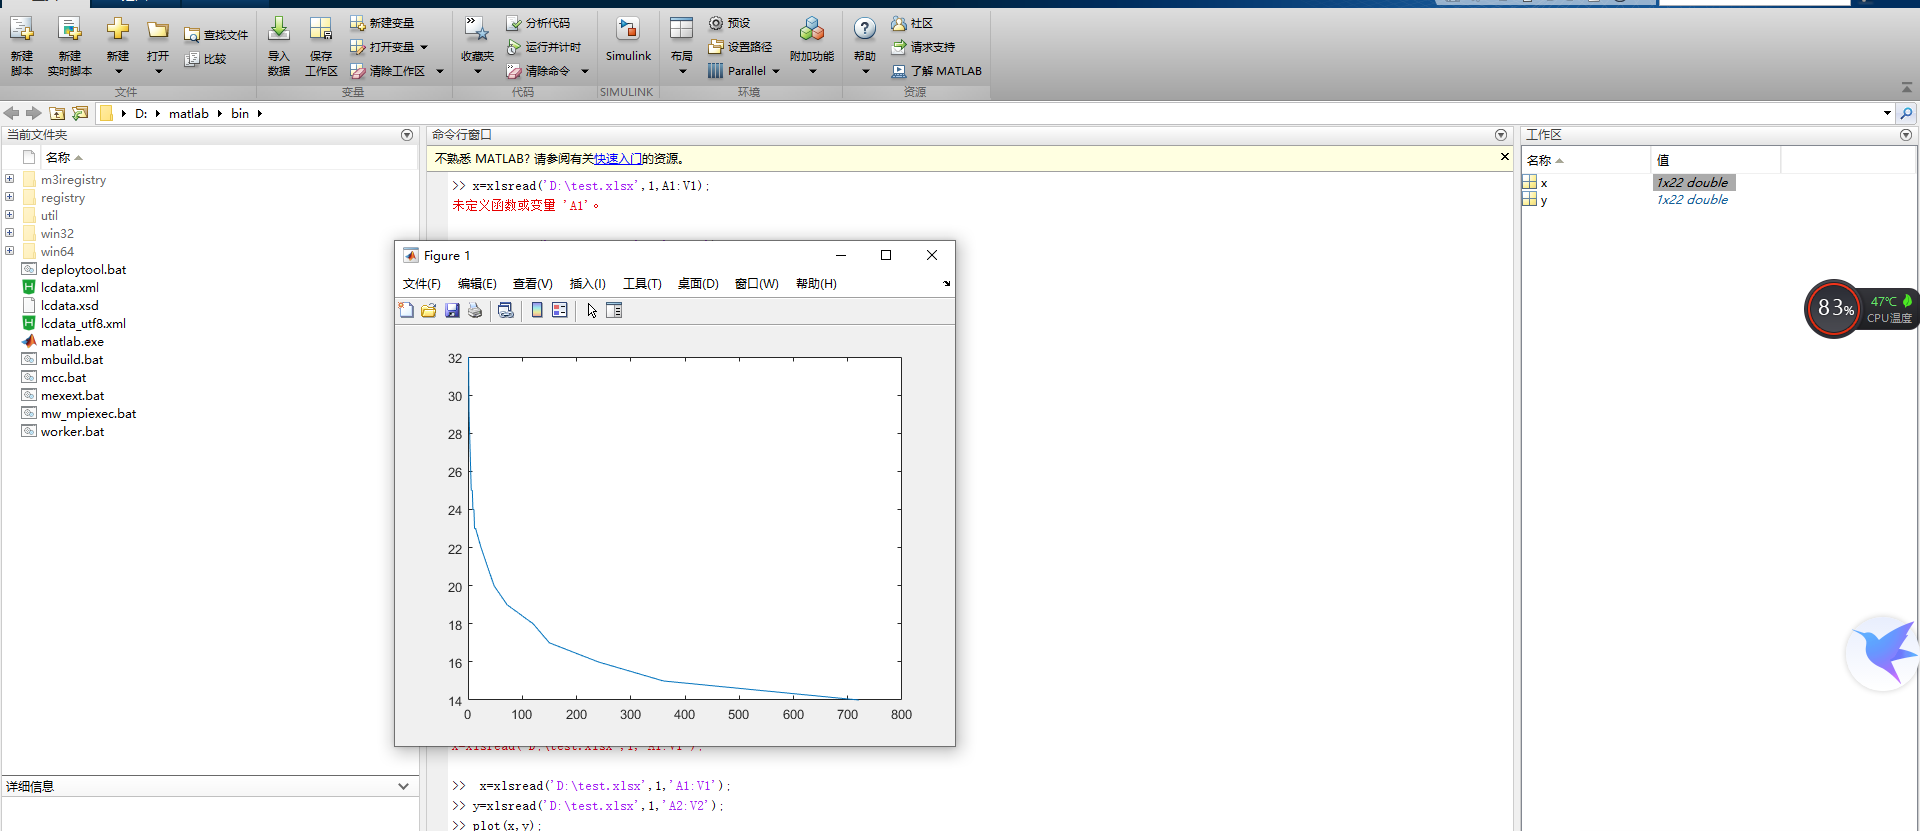 新建变量
分析代码
预设
社区
查找文件
打开变量
运行并计时
设置路径
请求支持
新建 新建 新建 打开 比较 导入 保存 收藏夹 Simulink 布局 附加功能 帮助
脚本 实时脚本 数据 工作区 清除工作区 清除命令 Parallel 了解 MATLAB
文件 变量 代码 SIMULINK 环境 资源
D: matlab bin
当前文件夹
名称
m3iregistry
registry
util
win32
win64
deploytool.bat
lcdata.xml
lcdata.xsd
lcdata_utf8.xml
matlab.exe
mbuild.bat
mcc.bat
mexext.bat
mw_mpiexec.bat
worker.bat
详细信息
命令行窗口
不熟悉 MATLAB? 请参阅有关快速入门的资源。
>> x=xlsread('D:\test.xlsx',1,A1:V1);
未定义函数或变量 'A1'。
Figure 1
文件(F) 编辑(E) 查看(V) 插入(I) 工具(T) 桌面(D) 窗口(W) 帮助(H)
32
30
28
26
24
22
20
18
16
14
0 100 200 300 400 500 600 700 800
x=xlsread('D:\test.xlsx',1,'A1:V1');
>> x=xlsread('D:\test.xlsx',1,'A1:V1');
>> y=xlsread('D:\test.xlsx',1,'A2:V2');
>> plot(x,y);
工作区
名称 值
x 1x22 double
y 1x22 double
83% 47℃
CPU温度